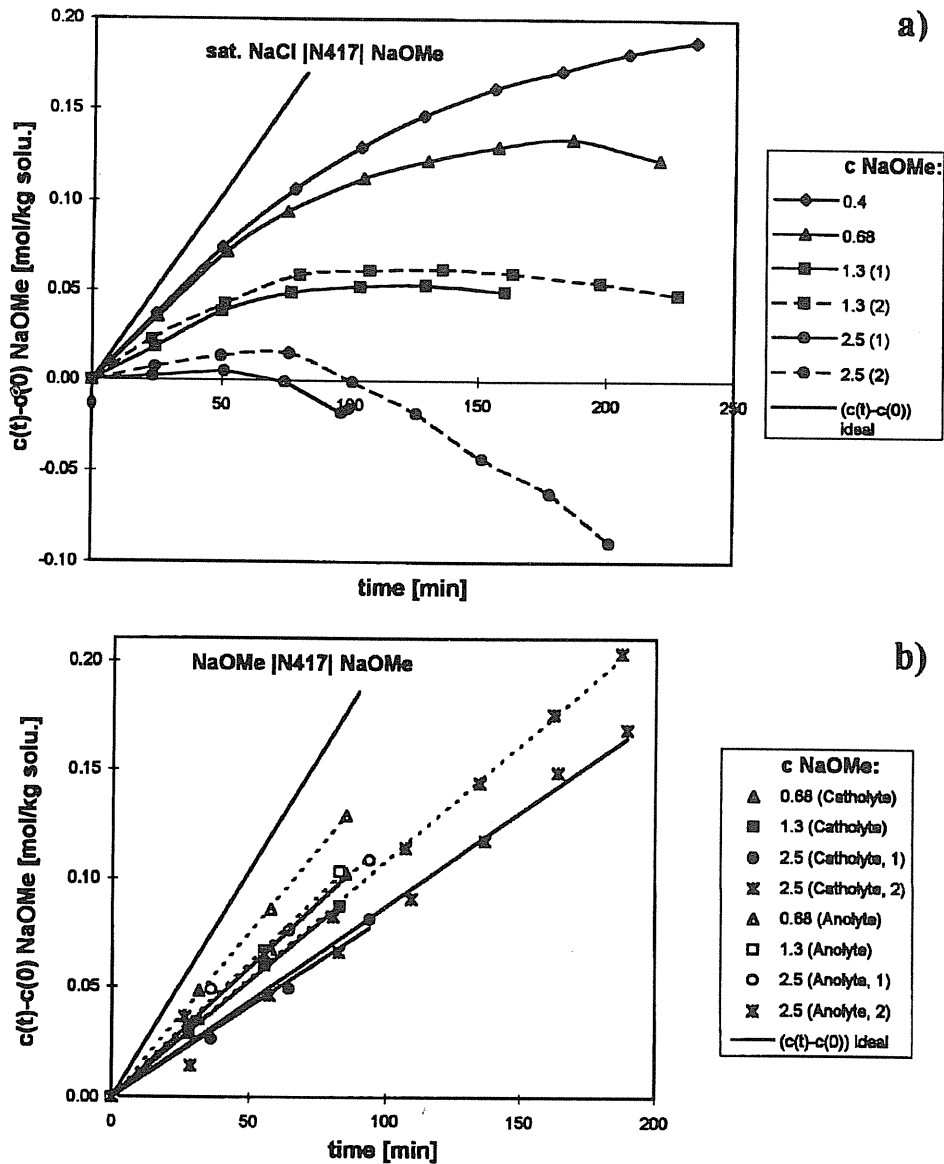 a)
0.20
sat. NaCl |N417| NaOMe
0.15
0.10
0.05
0.00
-0.05
-0.10
50
100
150
200
250
c(t)-c(0) NaOMe [mol/kg solu.]
time [min]
c NaOMe:
0.4
0.68
1.3 (1)
1.3 (2)
2.5 (1)
2.5 (2)
(c(t)-c(0))
ideal
b)
NaOMe |N417| NaOMe
0.20
0.15
0.10
0.05
0.00
0
50
100
150
200
c(t)-c(0) NaOMe [mol/kg solu.]
time [min]
c NaOMe:
0.68 (Catholyte)
1.3 (Catholyte)
2.5 (Catholyte, 1)
2.5 (Catholyte, 2)
0.68 (Anolyte)
1.3 (Anolyte)
2.5 (Anolyte, 1)
2.5 (Anolyte, 2)
(c(t)-c(0)) ideal